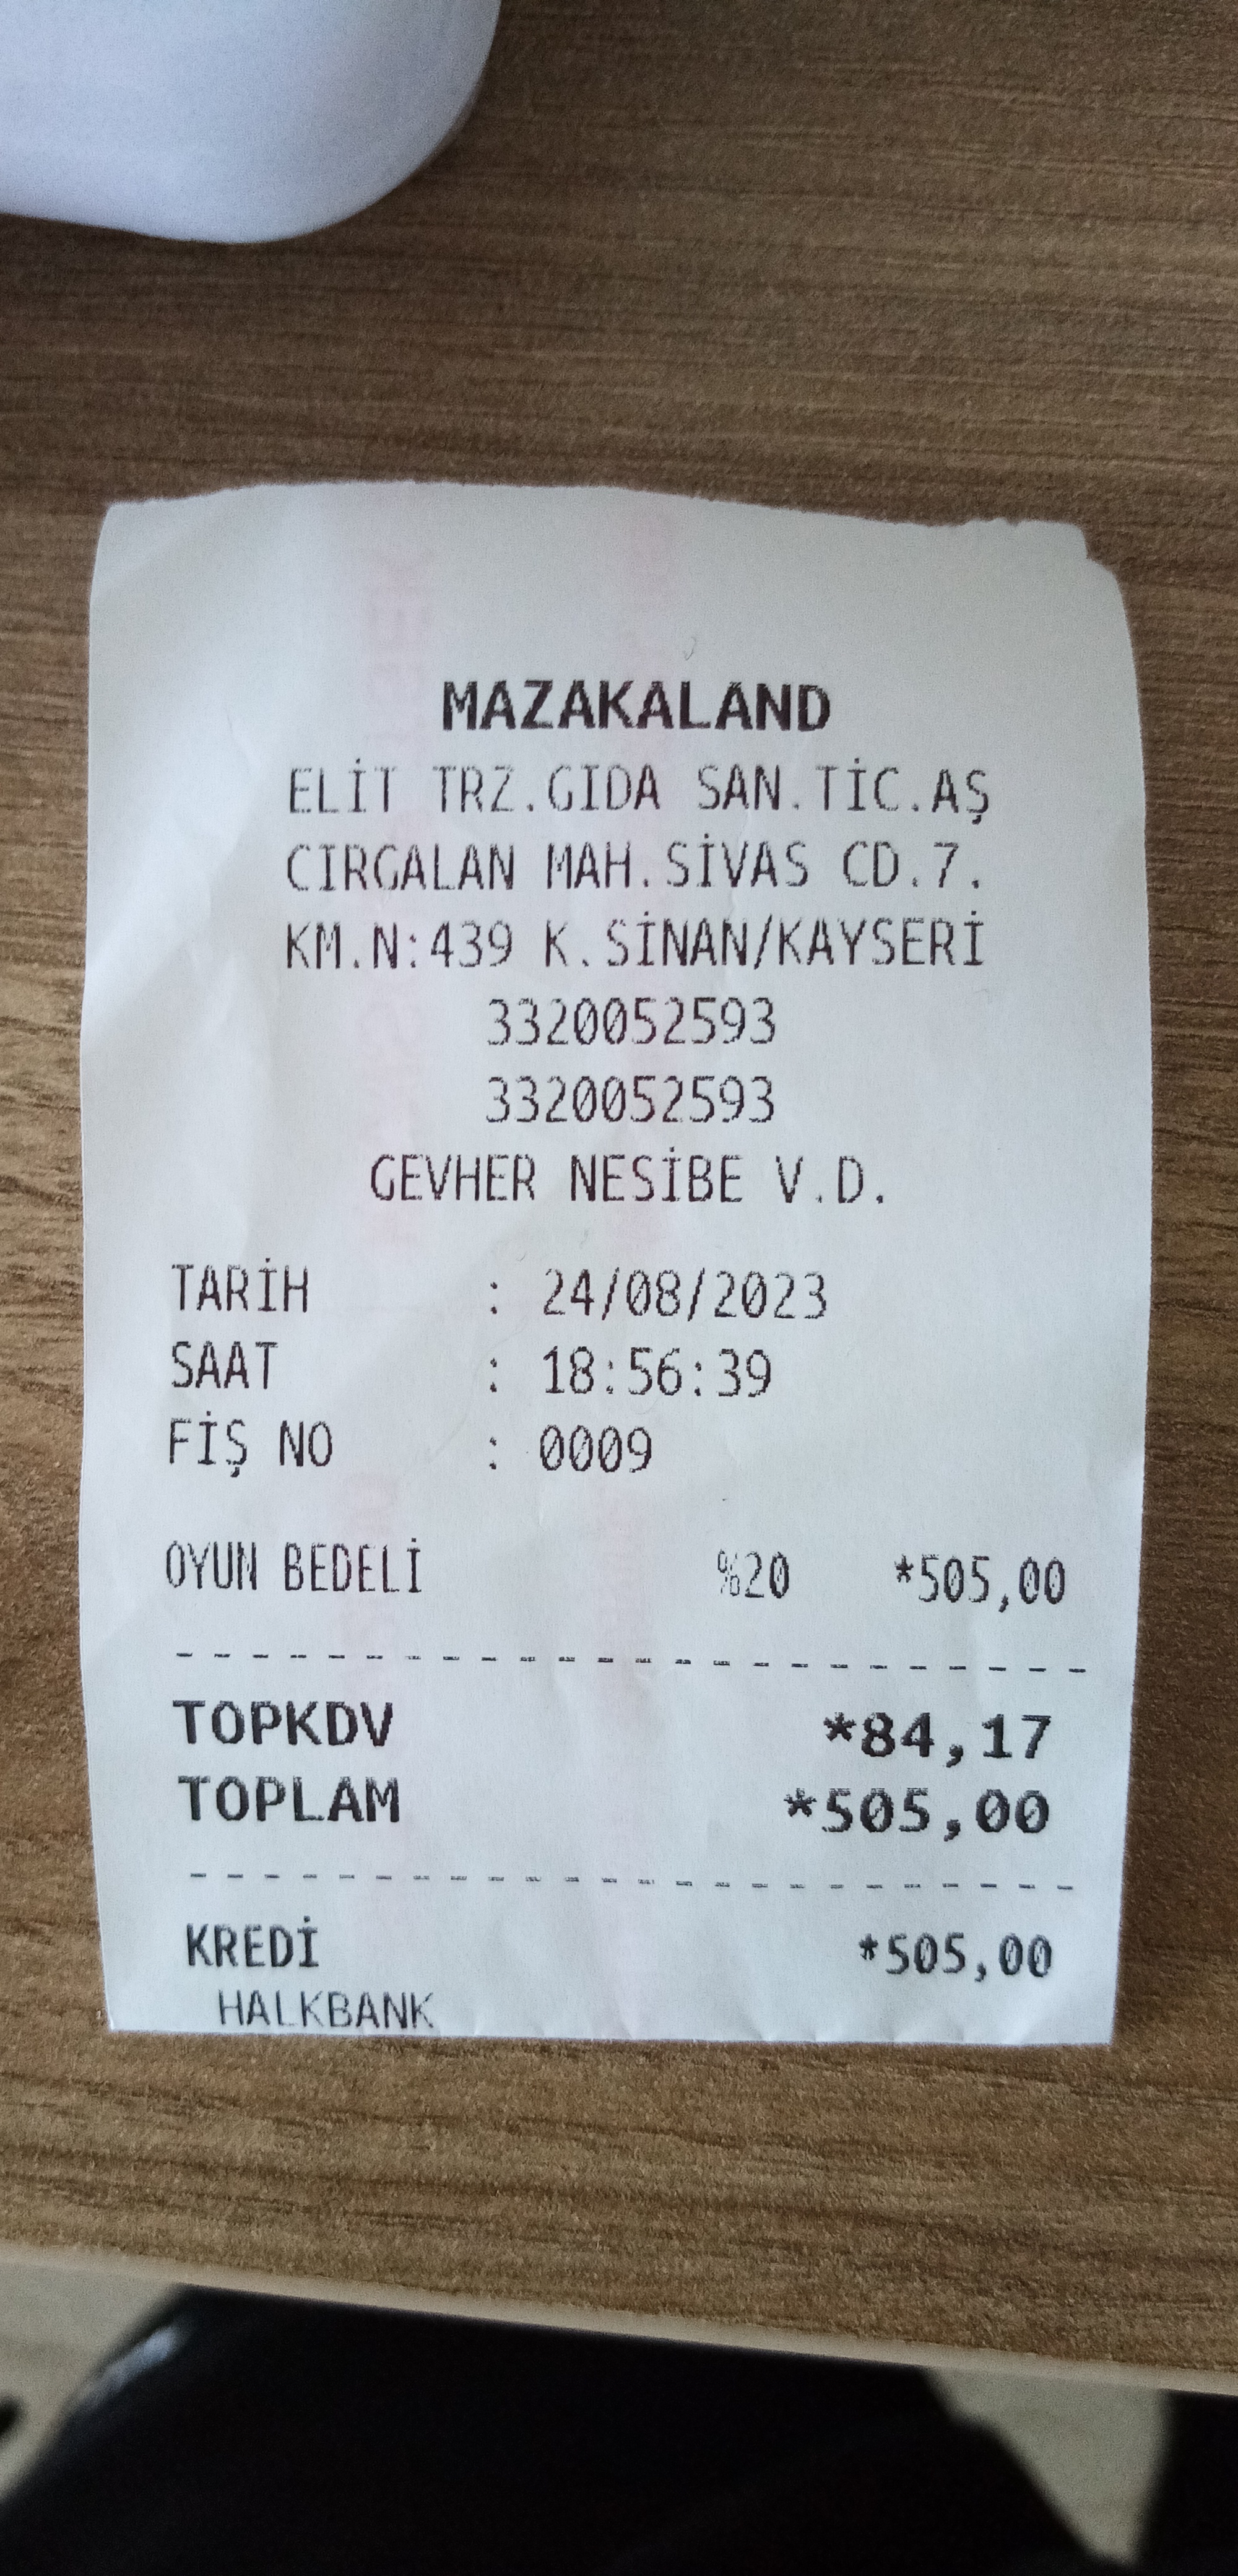 MAZAKALAND
ELİT TRZ.GIDA SAN.TİC.AŞ
CIRGALAN MAH.SİVAS CD.7.
KM.N:439 K.SİNAN/KAYSERİ
3320052593
3320052593
GEVHER NESİBE V.D.
TARİH : 24/08/2023
SAAT : 18:56:39
FİŞ NO : 0009
OYUN BEDELİ %20 *505,00
TOPKDV *84,17
TOPLAM *505,00
KREDİ *505,00
HALKBANK